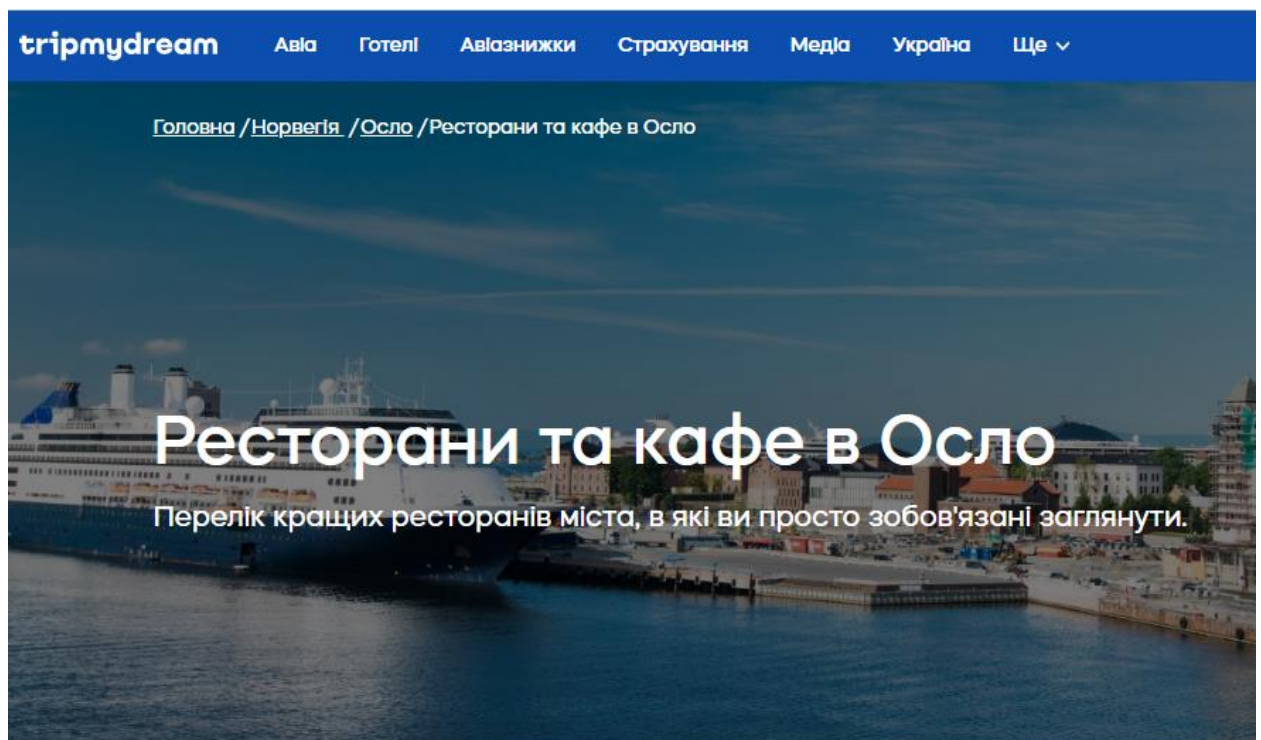 tripmydream Авіа Готелі Авіазнижки Страхування Медіа Україна Ще
Головна /Норвегія /Осло /Ресторани та кафе в Осло
Ресторани та кафе в Осло
Перелік кращих ресторанів міста, в які ви просто зобов'язані заглянути.